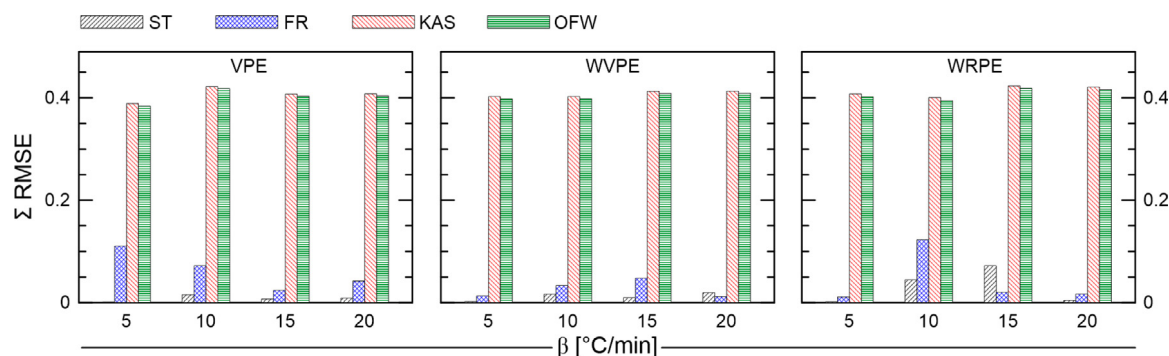 ST FR KAS OFW
VPE WVPE WRPE
0.4 0.4
0.2 0.2
0 0
Σ RMSE
5 10 15 20 5 10 15 20 5 10 15 20
β [°C/min]